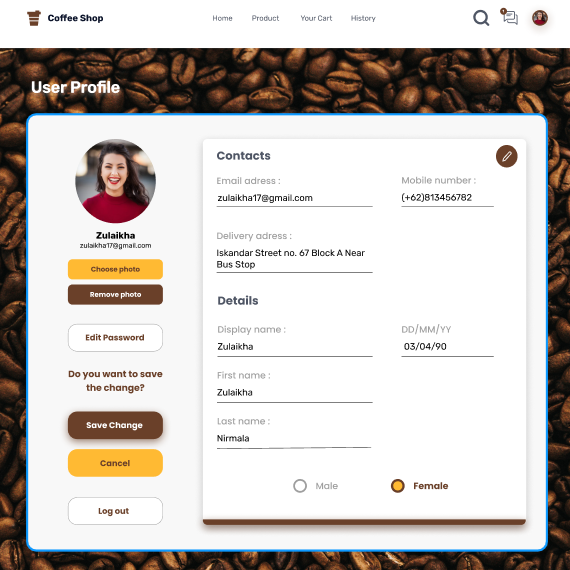 Coffee Shop
Home
Product
Your Cart
History
User Profile
Zulaikha
zulaikha17@gmail.com
Choose photo
Remove photo
Edit Password
Do you want to save
the change?
Save Change
Cancel
Log out
Contacts
Email adress :
zulaikha17@gmail.com
Mobile number :
(+62)813456782
Delivery adress :
Iskandar Street no. 67 Block A Near
Bus Stop
Details
Display name :
Zulaikha
DD/MM/YY
03/04/90
First name :
Zulaikha
Last name :
Nirmala
Male
Female